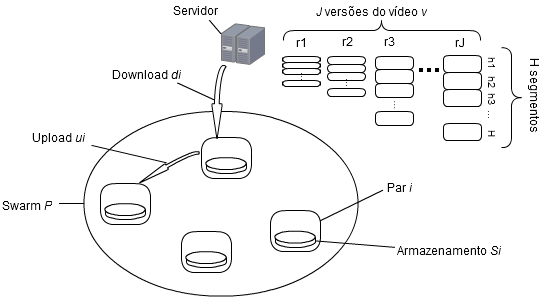 Servidor
J versões do vídeo v
r1 r2 r3 rJ
h1
h2
h3
...
H
H segmentos
Download di
Upload ui
Swarm P
Par i
Armazenamento Si